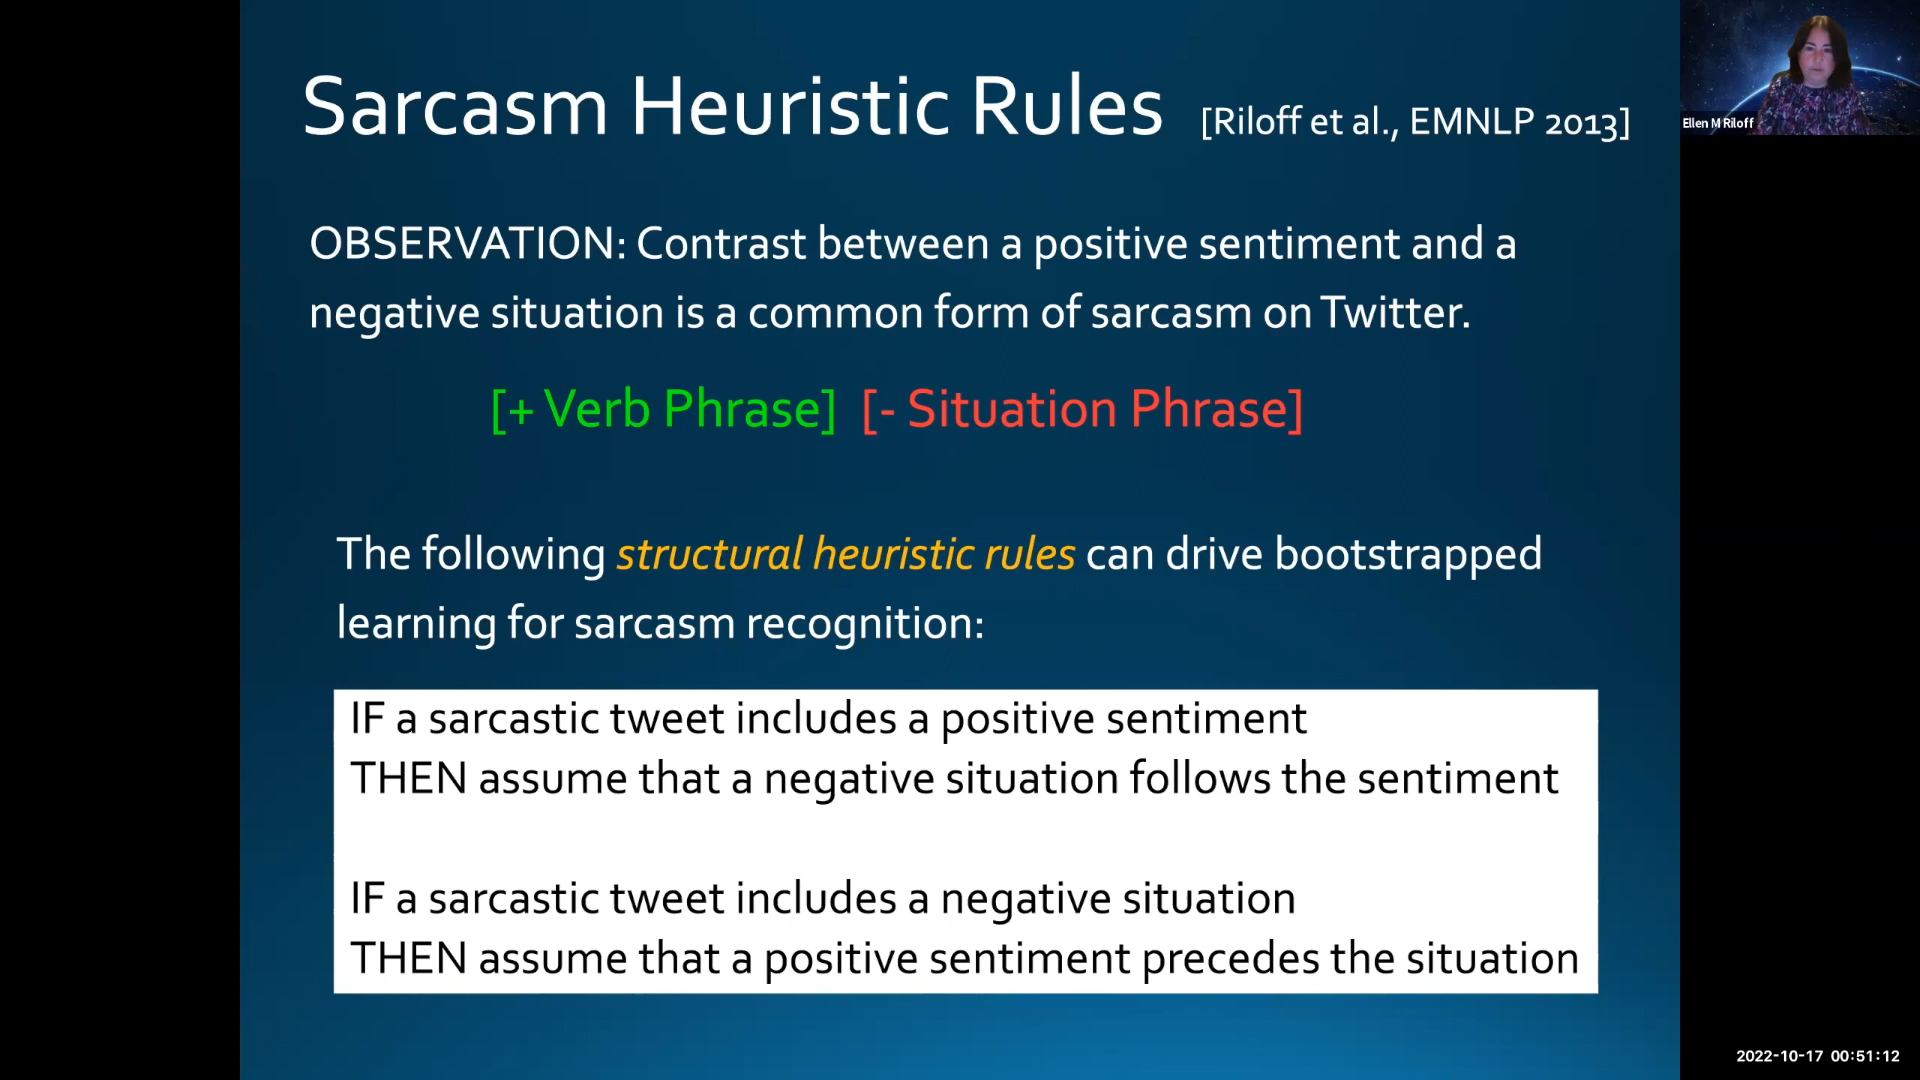 Sarcasm Heuristic Rules [Riloff et al., EMNLP 2013]
Ellen M Riloff
OBSERVATION: Contrast between a positive sentiment and a
negative situation is a common form of sarcasm on Twitter.
[+ Verb Phrase] [- Situation Phrase]
The following structural heuristic rules can drive bootstrapped
learning for sarcasm recognition:
IF a sarcastic tweet includes a positive sentiment
THEN assume that a negative situation follows the sentiment
IF a sarcastic tweet includes a negative situation
THEN assume that a positive sentiment precedes the situation
2022-10-17 00:51:12